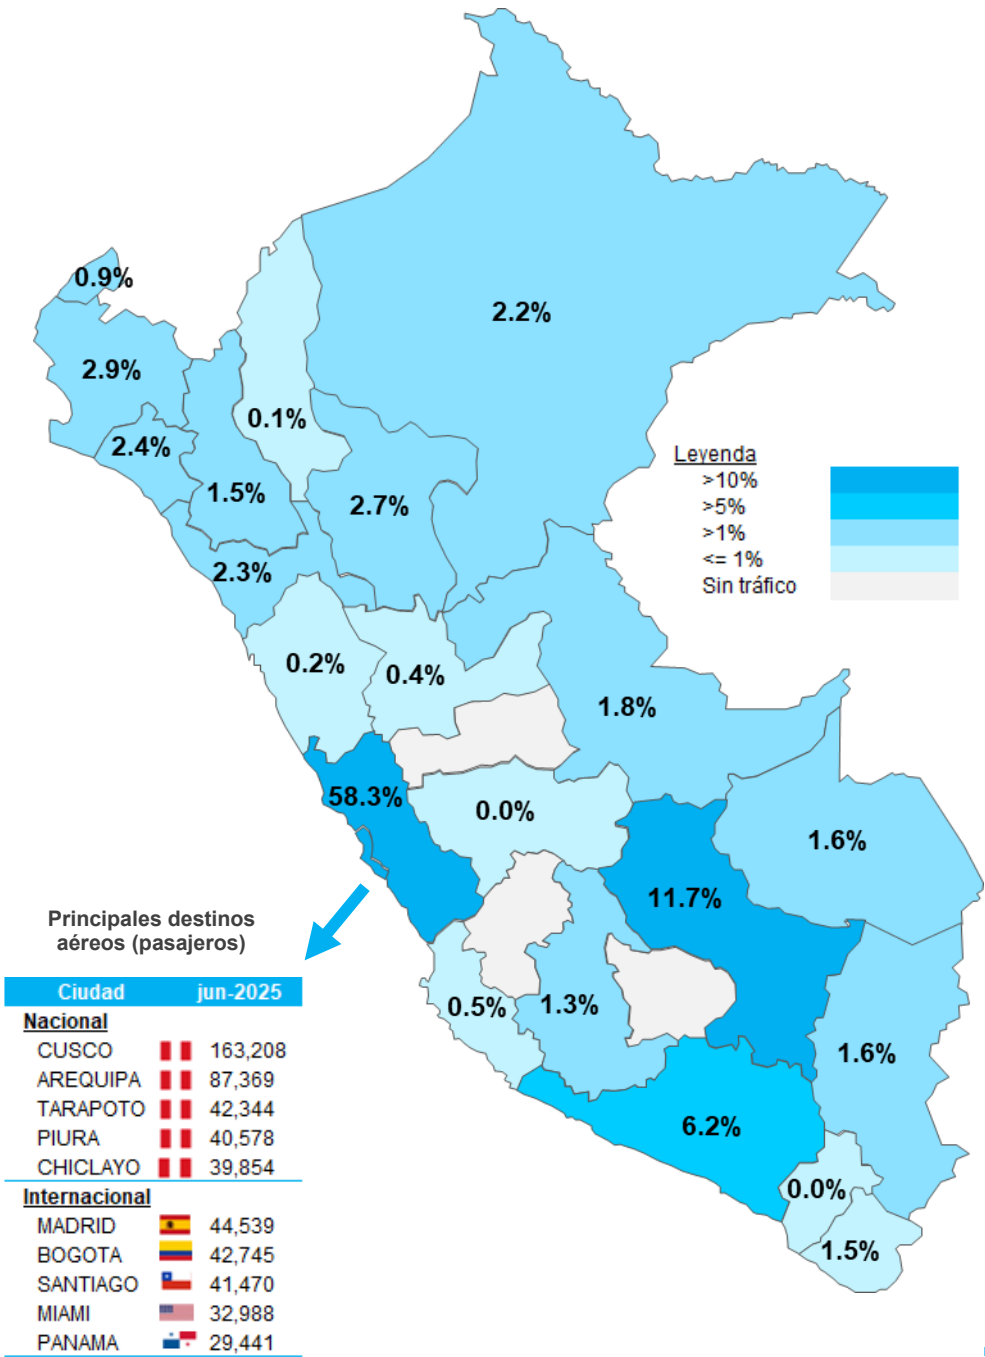 0.9%
2.2%
2.9%
0.1%
2.4%
1.5%
2.7%
2.3%
Leyenda
>10%
>5%
>1%
<= 1%
Sin tráfico
0.2%
0.4%
1.8%
58.3%
0.0%
1.6%
11.7%
0.5%
1.3%
1.6%
6.2%
0.0%
1.5%
Principales destinos
aéreos (pasajeros)
Ciudad jun-2025
Nacional
CUSCO 163,208
AREQUIPA 87,369
TARAPOTO 42,344
PIURA 40,578
CHICLAYO 39,854
Internacional
MADRID 44,539
BOGOTA 42,745
SANTIAGO 41,470
MIAMI 32,988
PANAMA 29,441